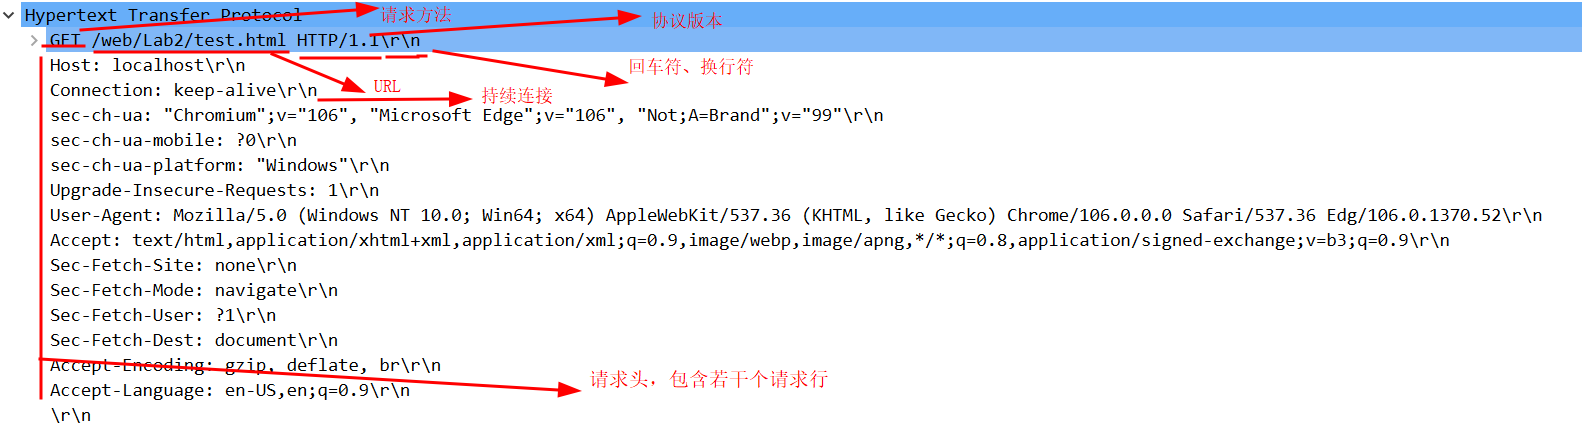 Hypertext Transfer Protocol
请求方法
协议版本
GET /web/Lab2/test.html HTTP/1.1\r\n
Host: localhost\r\n
回车符、换行符
Connection: keep-alive\r\n
URL
持续连接
sec-ch-ua: "Chromium";v="106", "Microsoft Edge";v="106", "Not;A=Brand";v="99"\r\n
sec-ch-ua-mobile: ?0\r\n
sec-ch-ua-platform: "Windows"\r\n
Upgrade-Insecure-Requests: 1\r\n
User-Agent: Mozilla/5.0 (Windows NT 10.0; Win64; x64) AppleWebKit/537.36 (KHTML, like Gecko) Chrome/106.0.0.0 Safari/537.36 Edg/106.0.1370.52\r\n
Accept: text/html,application/xhtml+xml,application/xml;q=0.9,image/webp,image/apng,*/*;q=0.8,application/signed-exchange;v=b3;q=0.9\r\n
Sec-Fetch-Site: none\r\n
Sec-Fetch-Mode: navigate\r\n
Sec-Fetch-User: ?1\r\n
Sec-Fetch-Dest: document\r\n
Accept-Encoding: gzip, deflate, br\r\n
请求头，包含若干个请求行
Accept-Language: en-US,en;q=0.9\r\n
\r\n